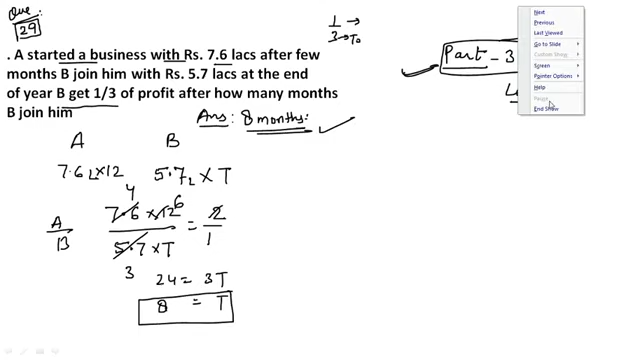 Que
29
1 →
3 → To
. A started a business with Rs. 7.6 lacs after few
months B join him with Rs. 5.7 lacs at the end
of year B get 1/3 of profit after how many months
B join him
Ans: 8 months.
A B
7.6L×12 5.7L × T
A/B 7.6 × 12 / 5.7 × T = 2/1
4 6
3
24 = 3T
8 = T
Part - 3
Next
Previous
Last Viewed
Go to Slide
Custom Show
Screen
Pointer Options
Help
Pause
End Show